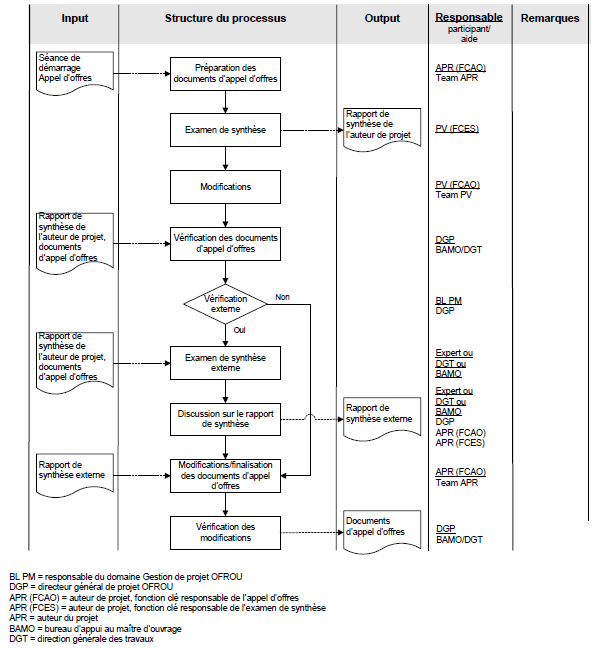 Input
Structure du processus
Output
Responsable
participant/
aide
Remarques
Séance de
démarrage
Appel d'offres
Préparation des
documents d'appel d'offres
APR (FCAO)
Team APR
Examen de synthèse
Rapport de
synthèse de
l'auteur de projet
PV (FCES)
Modifications
PV (FCAO)
Team PV
Rapport de
synthèse de
l'auteur de projet,
documents
d'appel d'offres
Vérification des documents
d'appel d'offres
DGP
BAMO/DGT
Vérification
externe
Non
Oui
BL PM
DGP
Rapport de
synthèse de
l'auteur de projet,
documents
d'appel d'offres
Examen de synthèse
externe
Expert ou
DGT ou
BAMO
Discussion sur le rapport
de synthèse
Rapport de
synthèse externe
Expert ou
DGT ou
BAMO
DGP
APR (FCAO)
APR (FCES)
Rapport de
synthèse externe
Modifications/finalisation
des documents d'appel
d'offres
APR (FCAO)
Team APR
Vérification des
modifications
Documents
d'appel d'offres
DGP
BAMO/DGT
BL PM = responsable du domaine Gestion de projet OFROU
DGP = directeur général de projet OFROU
APR (FCAO) = auteur de projet, fonction clé responsable de l'appel d'offres
APR (FCES) = auteur de projet, fonction clé responsable de l'examen de synthèse
APR = auteur du projet
BAMO = bureau d'appui au maître d'ouvrage
DGT = direction générale des travaux